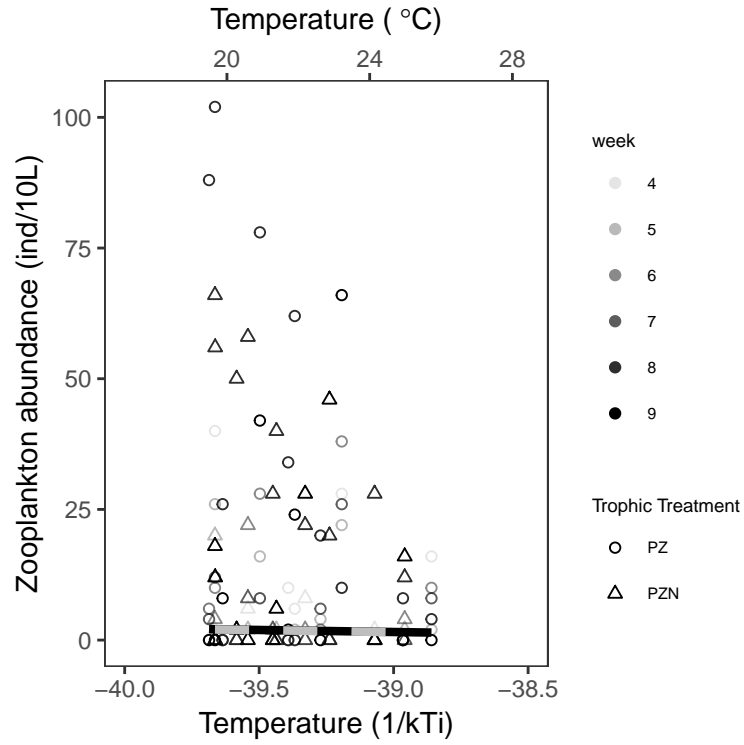 Temperature ( °C)
20 24 28
Zooplankton abundance (ind/10L)
100
75
50
25
0
−40.0 −39.5 −39.0 −38.5
Temperature (1/kTi)
week
4
5
6
7
8
9
Trophic Treatment
PZ
PZN